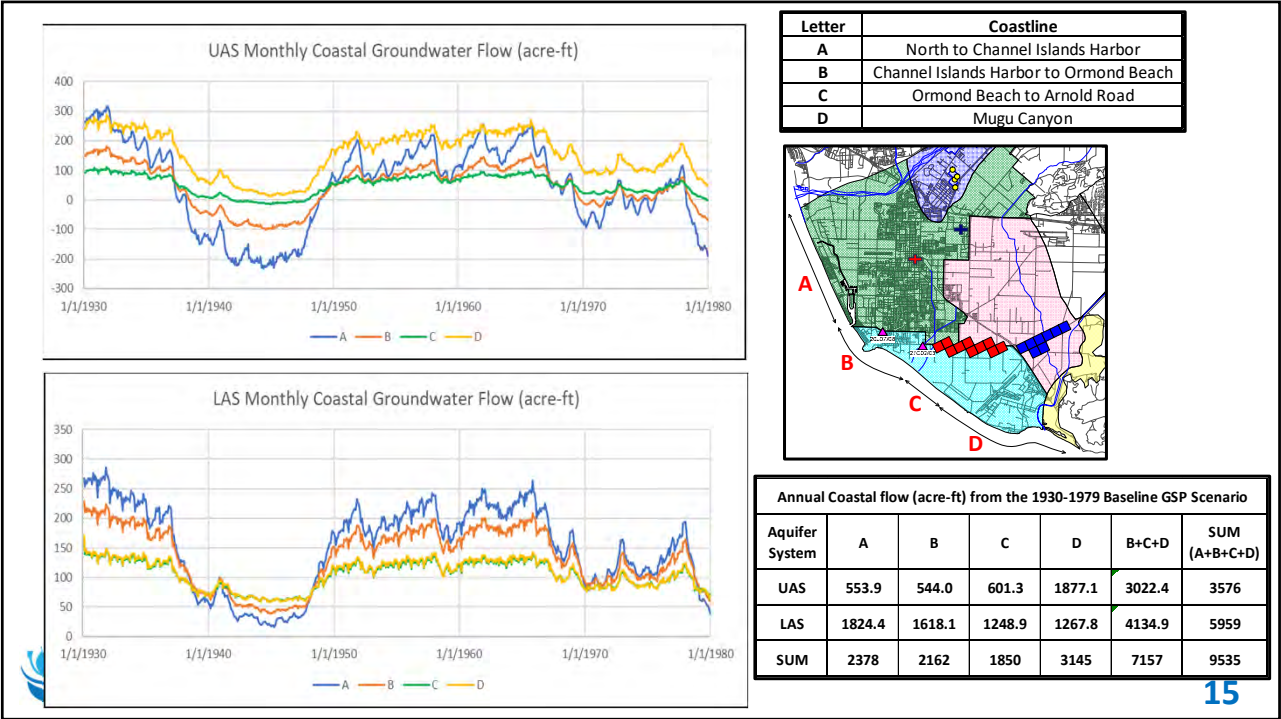 UAS Monthly Coastal Groundwater Flow (acre-ft)
400
300
200
100
0
-100
-200
-300
1/1/1930 1/1/1940 1/1/1950 1/1/1960 1/1/1970 1/1/1980
A B C D
LAS Monthly Coastal Groundwater Flow (acre-ft)
350
300
250
200
150
100
50
0
1/1/1930 1/1/1940 1/1/1950 1/1/1960 1/1/1970 1/1/1980
A B C D
Letter Coastline
A North to Channel Islands Harbor
B Channel Islands Harbor to Ormond Beach
C Ormond Beach to Arnold Road
D Mugu Canyon
A
B
C
D
Annual Coastal flow (acre-ft) from the 1930-1979 Baseline GSP Scenario
Aquifer System A B C D B+C+D SUM (A+B+C+D)
UAS 553.9 544.0 601.3 1877.1 3022.4 3576
LAS 1824.4 1618.1 1248.9 1267.8 4134.9 5959
SUM 2378 2162 1850 3145 7157 9535
15